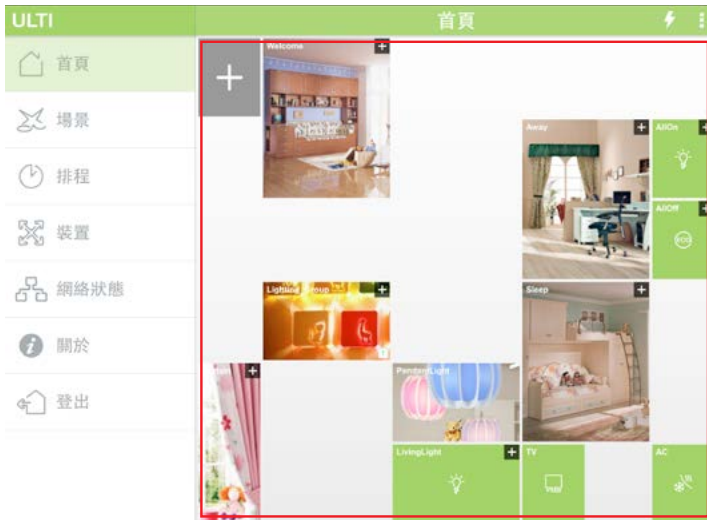 ULTI
首頁
首頁
場景
排程
裝置
網絡狀態
關於
登出
Welcome
Away
AllOn
AllOff
ECO
Lighting Group
Sleep
PendantLight
LivingLight
TV
AC